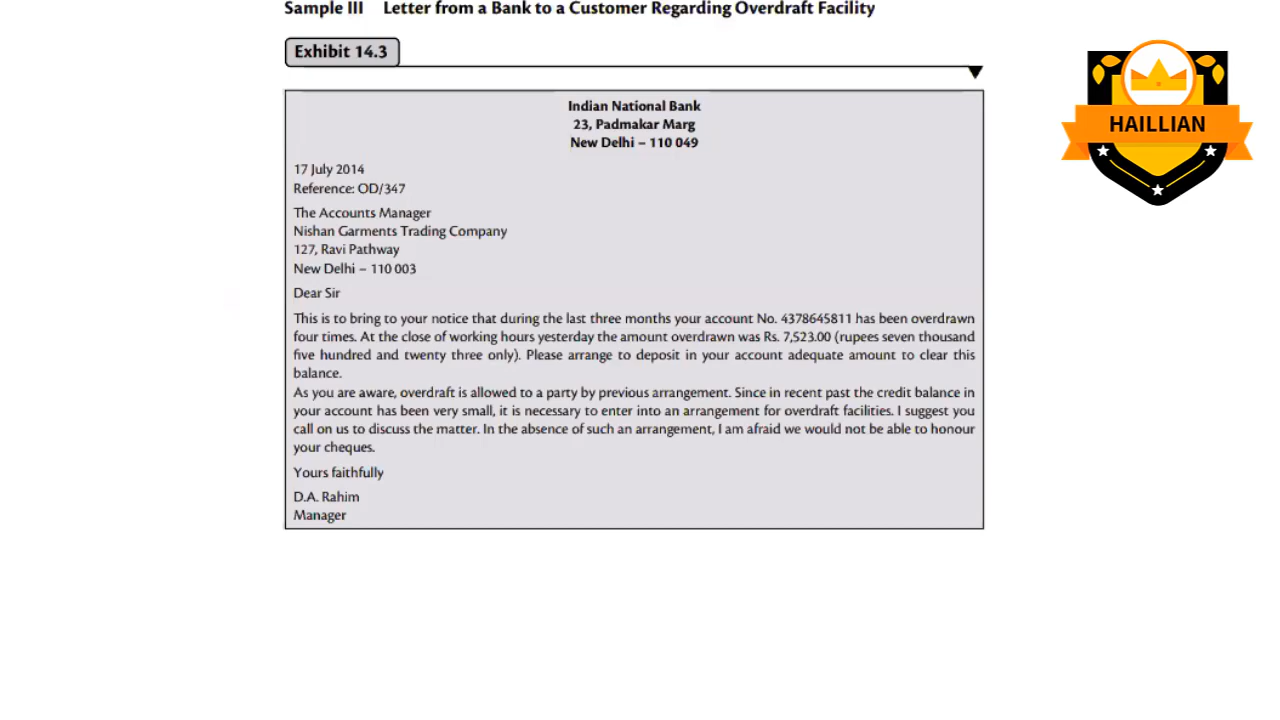 Sample III Letter from a Bank to a Customer Regarding Overdraft Facility
Exhibit 14.3
HAILLIAN
Indian National Bank
23, Padmakar Marg
New Delhi – 110 049
17 July 2014
Reference: OD/347
The Accounts Manager
Nishan Garments Trading Company
127, Ravi Pathway
New Delhi – 110 003
Dear Sir
This is to bring to your notice that during the last three months your account No. 4378645811 has been overdrawn
four times. At the close of working hours yesterday the amount overdrawn was Rs. 7,523.00 (rupees seven thousand
five hundred and twenty three only). Please arrange to deposit in your account adequate amount to clear this
balance.
As you are aware, overdraft is allowed to a party by previous arrangement. Since in recent past the credit balance in
your account has been very small, it is necessary to enter into an arrangement for overdraft facilities. I suggest you
call on us to discuss the matter. In the absence of such an arrangement, I am afraid we would not be able to honour
your cheques.
Yours faithfully
D.A. Rahim
Manager